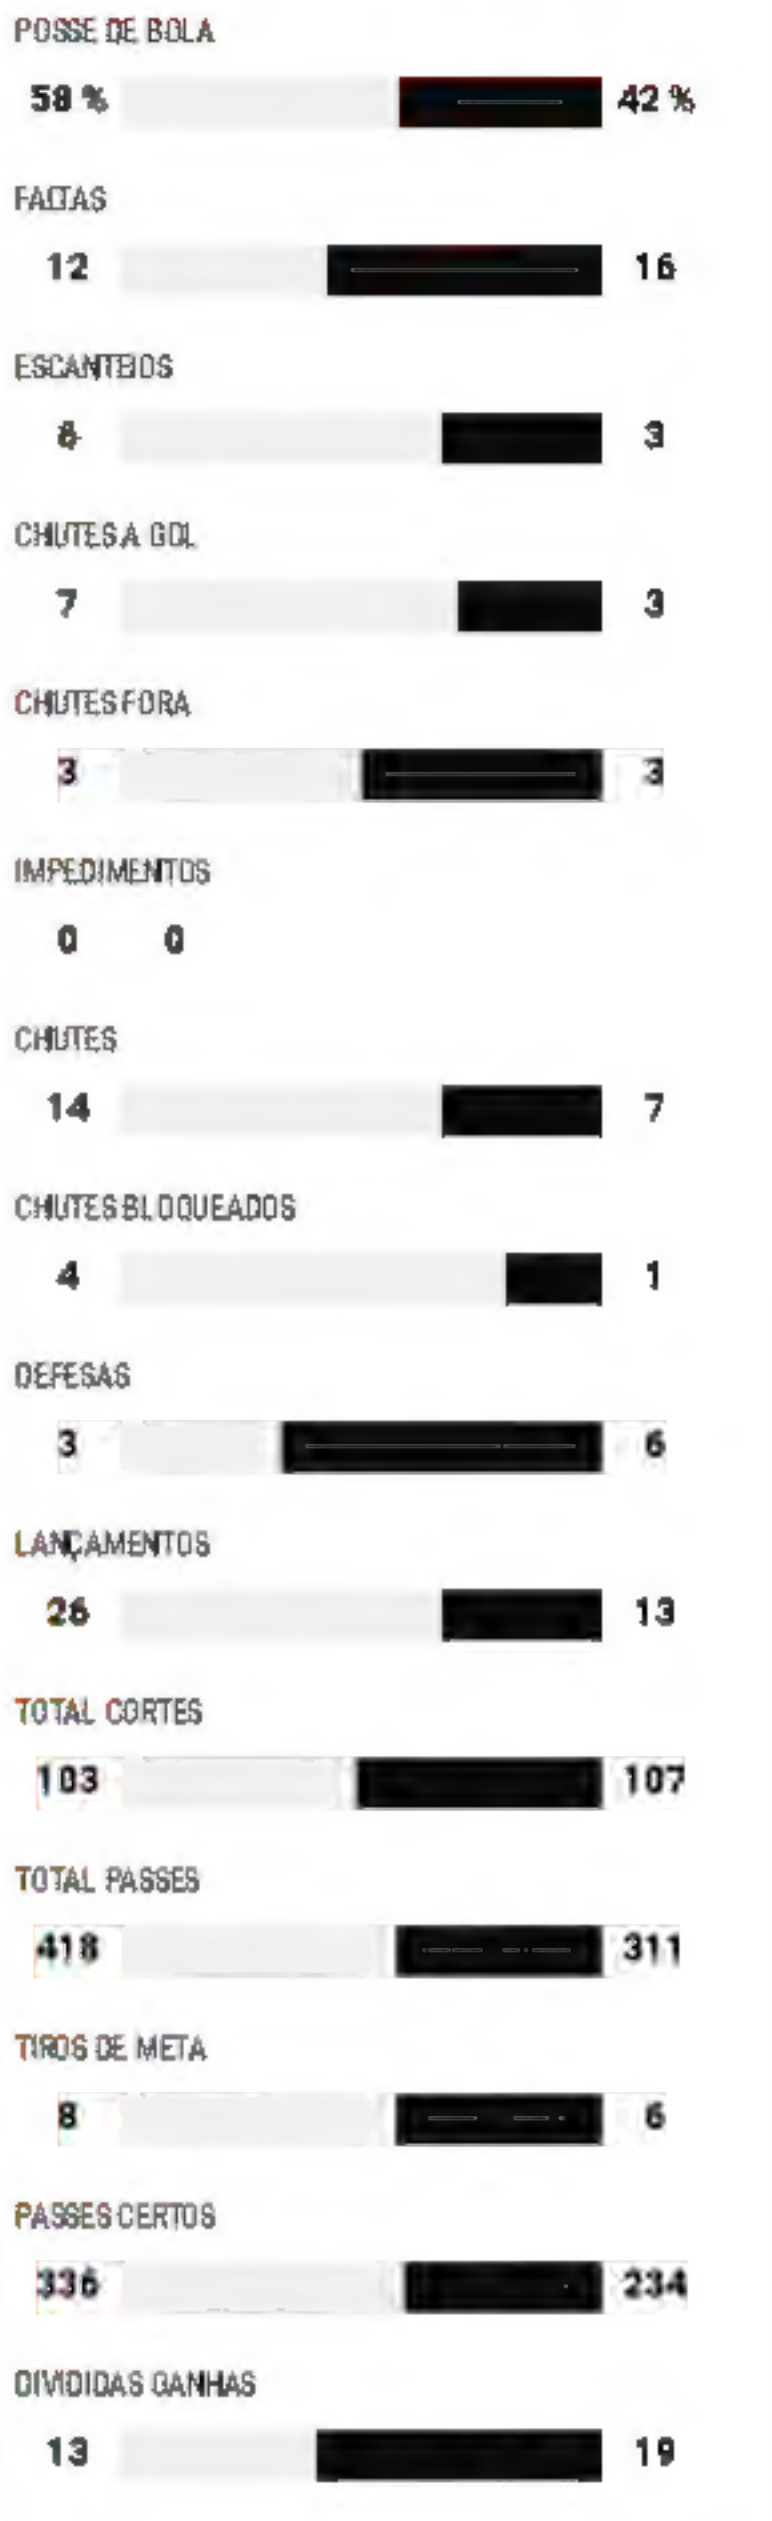 POSSE DE BOLA
58 % 42 %
FALTAS
12 16
ESCANTEIOS
6 3
CHUTES A GOL
7 3
CHUTES FORA
3 3
IMPEDIMENTOS
0 0
CHUTES
14 7
CHUTES BLOQUEADOS
4 1
DEFESAS
3 6
LANÇAMENTOS
26 13
TOTAL CORTES
103 107
TOTAL PASSES
418 311
TIROS DE META
8 6
PASSES CERTOS
336 234
DIVIDIDAS GANHAS
13 19